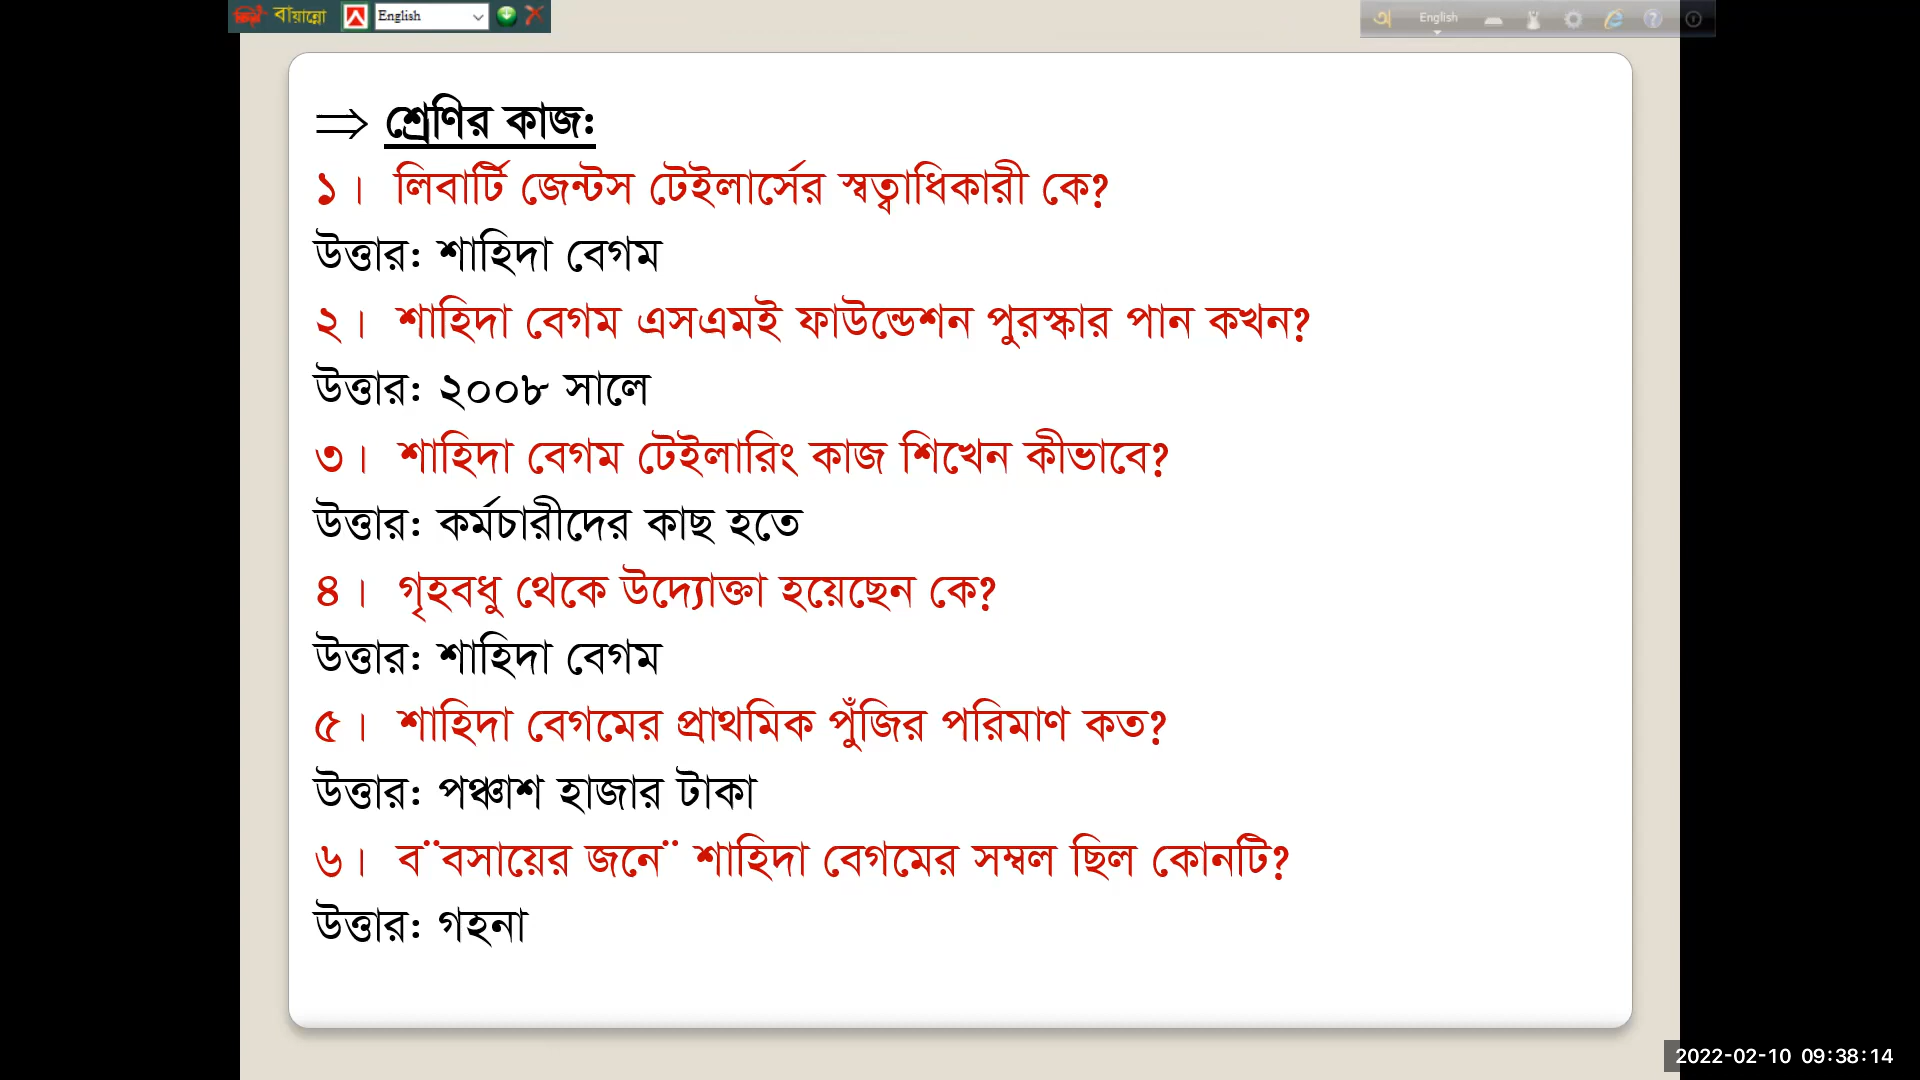 বায়ান্নো English
অ English
⇒ শ্রেণির কাজ:
১। লিবার্টি জেন্টস টেইলার্সের স্বত্বাধিকারী কে?
উত্তার: শাহিদা বেগম
২। শাহিদা বেগম এসএমই ফাউন্ডেশন পুরস্কার পান কখন?
উত্তার: ২০০৮ সালে
৩। শাহিদা বেগম টেইলারিং কাজ শিখেন কীভাবে?
উত্তার: কর্মচারীদের কাছ হতে
৪। গৃহবধু থেকে উদ্যোক্তা হয়েছেন কে?
উত্তার: শাহিদা বেগম
৫। শাহিদা বেগমের প্রাথমিক পুঁজির পরিমাণ কত?
উত্তার: পঞ্চাশ হাজার টাকা
৬। ব¨বসায়ের জনে¨ শাহিদা বেগমের সম্বল ছিল কোনটি?
উত্তার: গহনা
2022-02-10 09:38:14